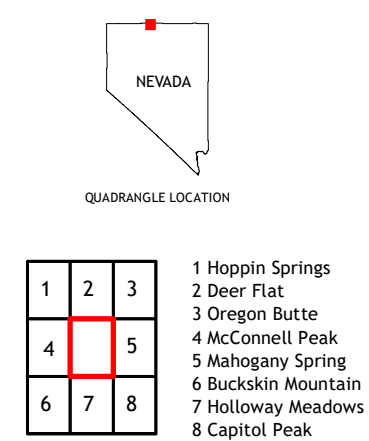 NEVADA
QUADRANGLE LOCATION
1 2 3
4 5
6 7 8
1 Hoppin Springs
2 Deer Flat
3 Oregon Butte
4 McConnell Peak
5 Mahogany Spring
6 Buckskin Mountain
7 Holloway Meadows
8 Capitol Peak